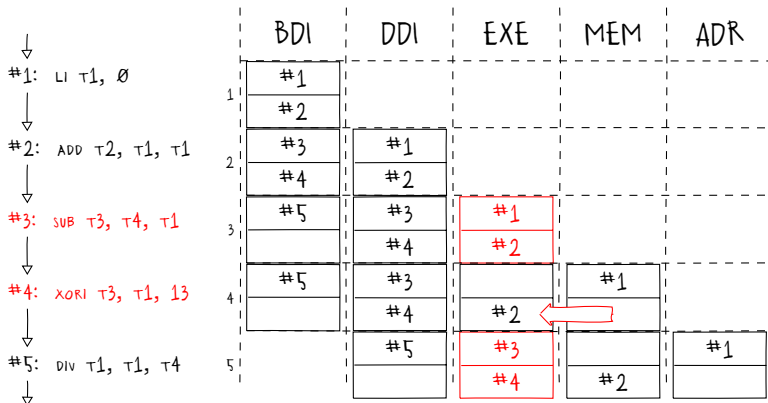 BDI DDI EXE MEM ADR
#1: LI T1, Ø
#2: ADD T2, T1, T1
#3: SUB T3, T4, T1
#4: XORI T3, T1, 13
#5: DIV T1, T1, T4
1 #1
#2
2 #3 #1
#4 #2
3 #5 #3 #1
#4 #2
4 #5 #3 #1
#4 #2
5 #5 #3 #1
#4 #2